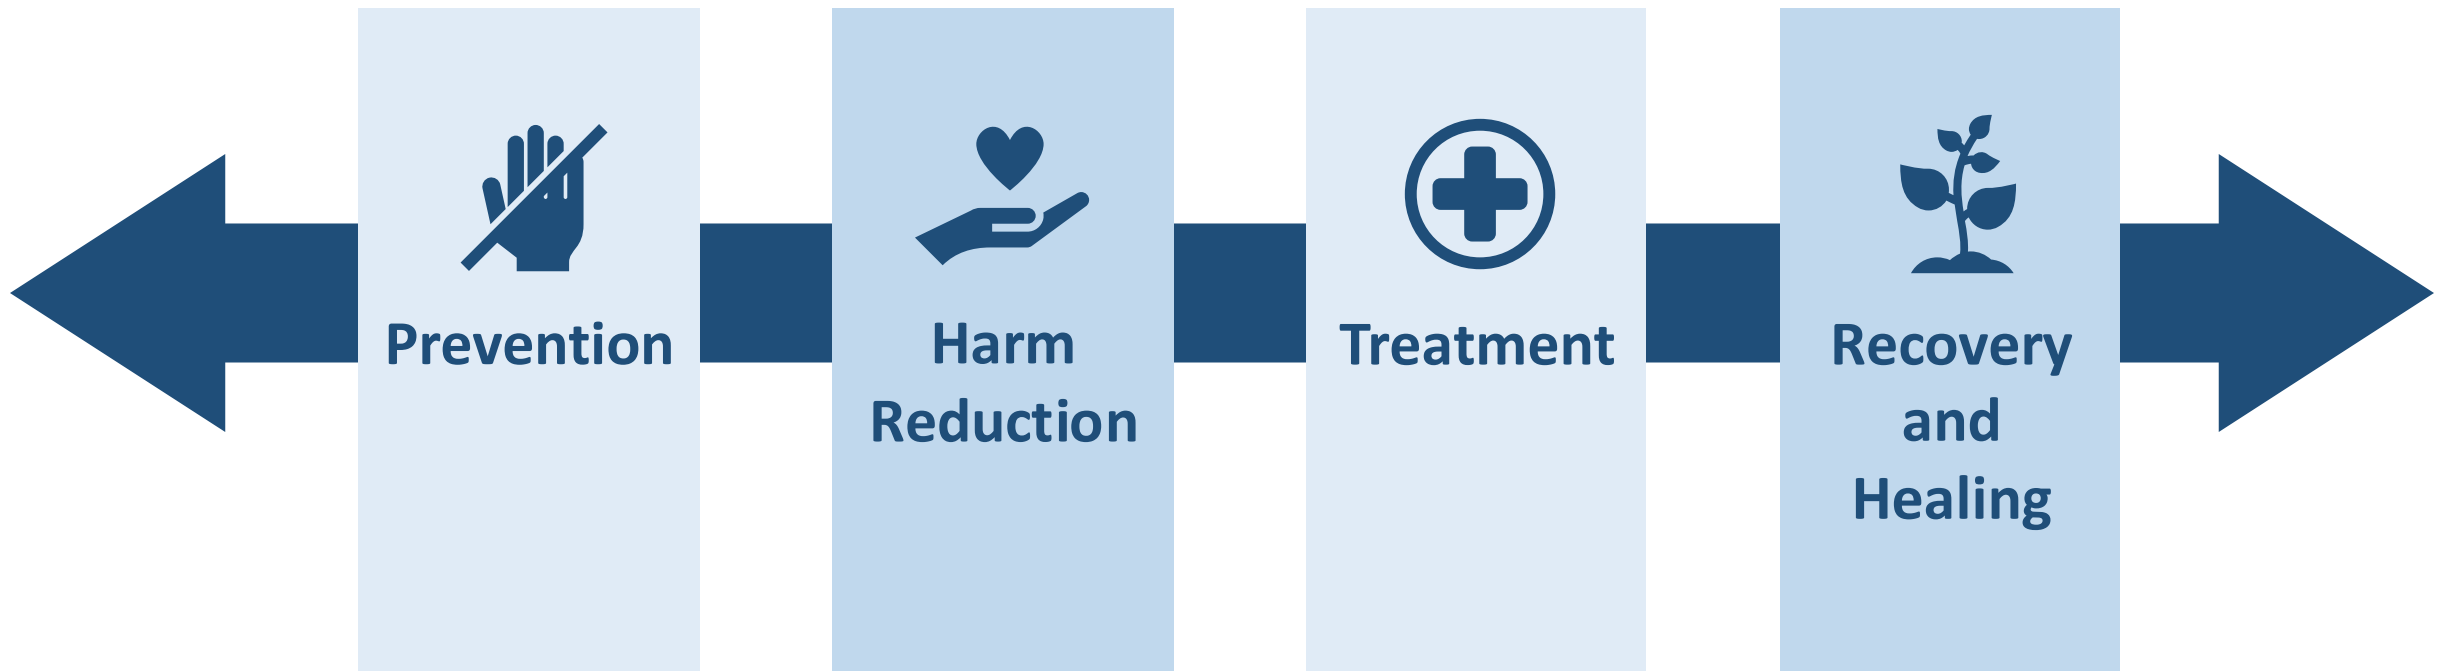 Prevention
Harm
Reduction
Treatment
Recovery
and
Healing